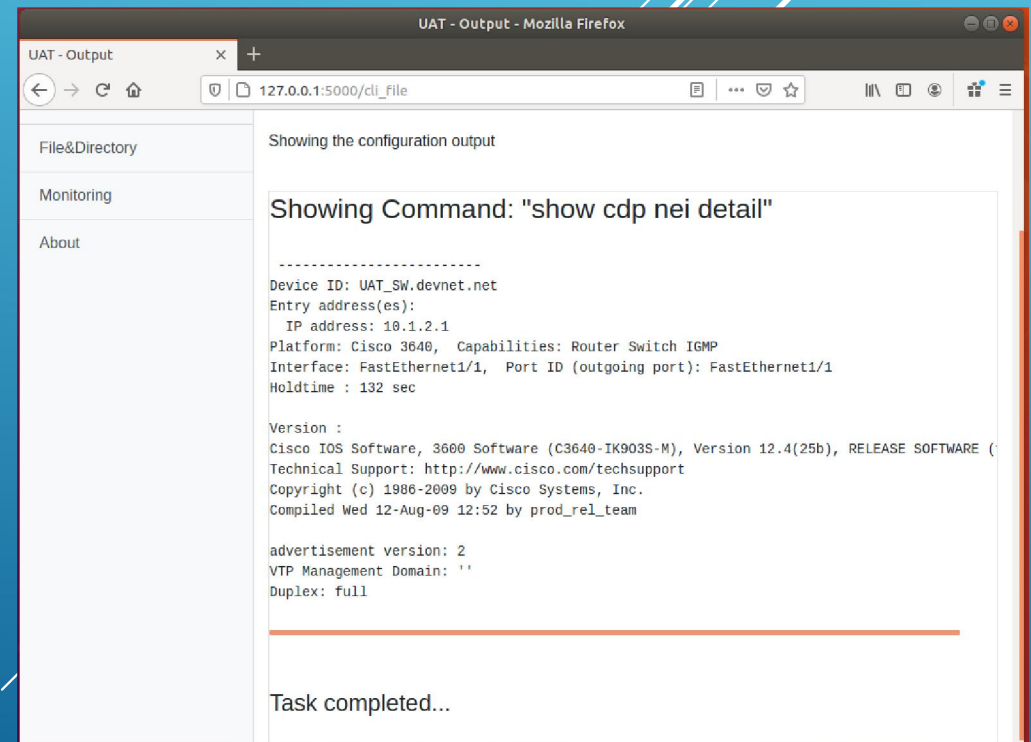 UAT - Output - Mozilla Firefox
UAT - Output
127.0.0.1:5000/cli_file
File&Directory
Monitoring
About
Showing the configuration output
Showing Command: "show cdp nei detail"
-------------------------
Device ID: UAT_SW.devnet.net
Entry address(es):
IP address: 10.1.2.1
Platform: Cisco 3640, Capabilities: Router Switch IGMP
Interface: FastEthernet1/1, Port ID (outgoing port): FastEthernet1/1
Holdtime : 132 sec
Version :
Cisco IOS Software, 3600 Software (C3640-IK9O3S-M), Version 12.4(25b), RELEASE SOFTWARE (
Technical Support: http://www.cisco.com/techsupport
Copyright (c) 1986-2009 by Cisco Systems, Inc.
Compiled Wed 12-Aug-09 12:52 by prod_rel_team
advertisement version: 2
VTP Management Domain: ''
Duplex: full
Task completed...